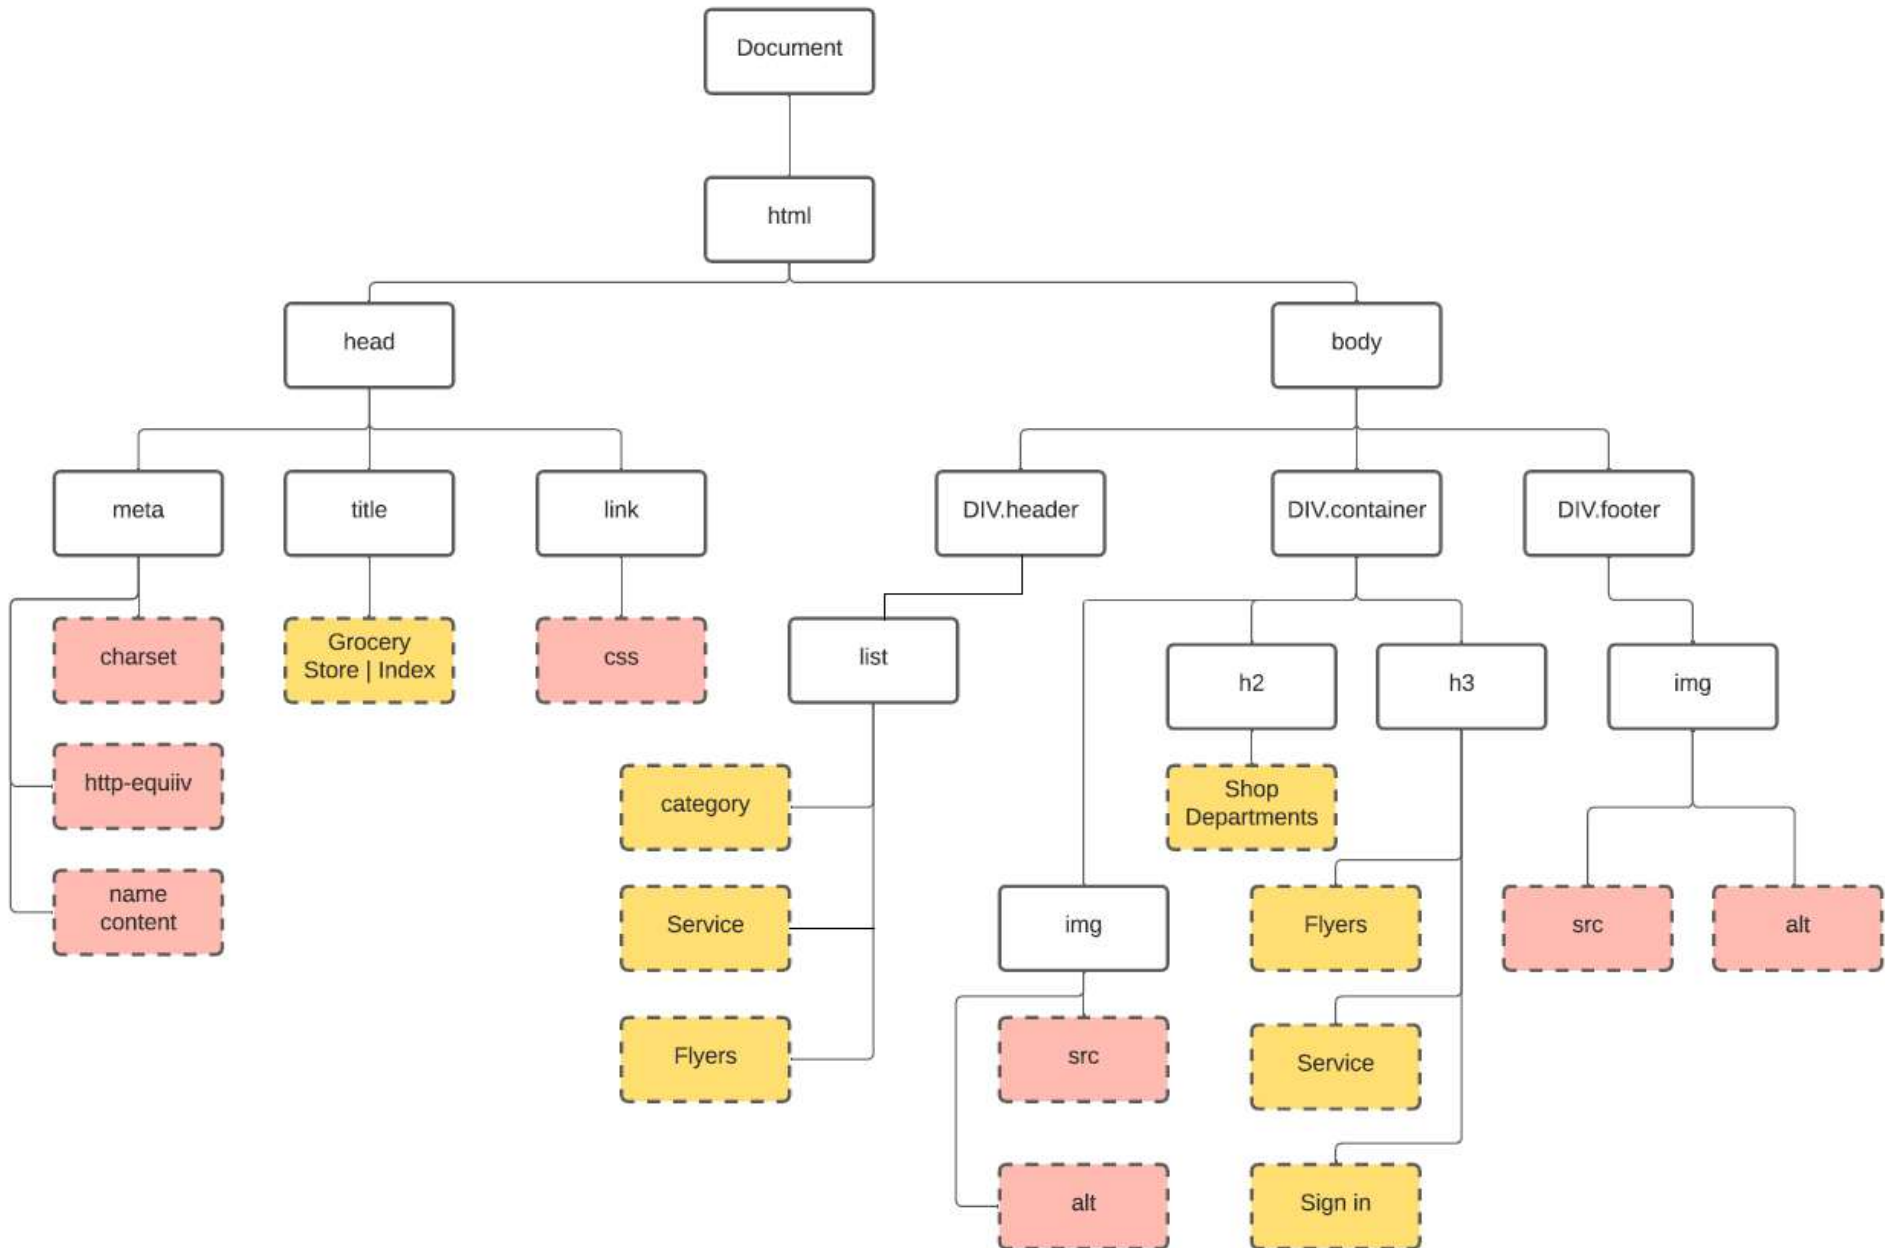 Document
html
head
body
meta
title
link
DIV.header
DIV.container
DIV.footer
charset
Grocery
Store | Index
css
list
h2
h3
img
http-equiiv
category
Shop
Departments
name
content
Service
img
Flyers
src
alt
Flyers
src
Service
alt
Sign in